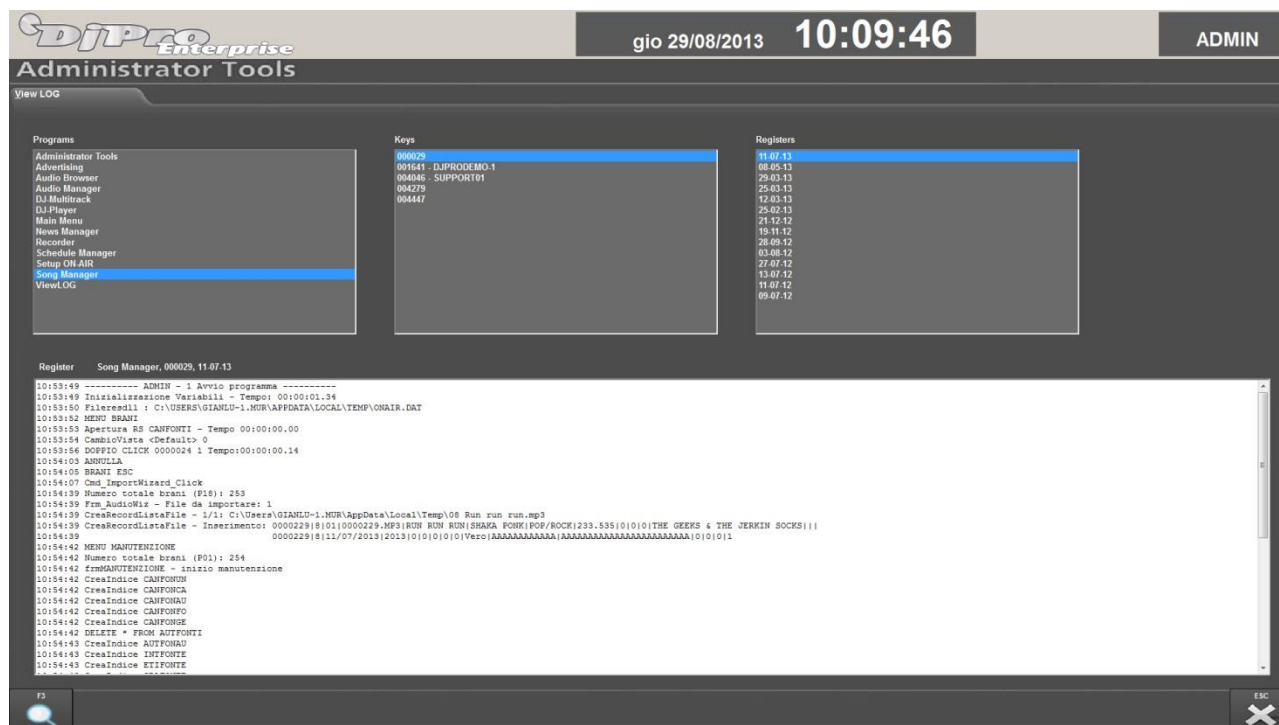 DJPro
Enterprise
gio 29/08/2013 10:09:46
ADMIN
Administrator Tools
View LOG
Programs
Administrator Tools
Advertising
Audio Browser
Audio Manager
DJ-Multitrack
DJ-Player
Main Menu
News Manager
Recorder
Schedule Manager
Setup ON-AIR
Song Manager
ViewLOG
Keys
000029
001641 - DJPRODEMO-1
004046 - SUPPORT01
004279
004447
Registers
11-07-13
08-05-13
29-03-13
25-03-13
12-03-13
25-02-13
21-12-12
19-11-12
28-09-12
03-08-12
27-07-12
13-07-12
11-07-12
09-07-12
Register Song Manager, 000029, 11-07-13
10:53:49 ---------- ADMIN - 1 Avvio programma ----------
10:53:49 Inizializzazione Variabili - Tempo: 00:00:01.34
10:53:50 Fileresdll : C:\USERS\GIANLU~1.MUR\APPDATA\LOCAL\TEMP\ONAIR.DAT
10:53:52 MENU BRANI
10:53:53 Apertura RS CANFONTI - Tempo 00:00:00.00
10:53:54 CambioVista <Default> 0
10:53:56 DOPPIO CLICK 0000024 1 Tempo:00:00:00.14
10:54:03 ANNULLA
10:54:05 BRANI ESC
10:54:07 Cmd_ImportWizard_Click
10:54:39 Numero totale brani (P18): 253
10:54:39 Frm_AudioWiz - File da importare: 1
10:54:39 CreaRecordListaFile - 1/1: C:\Users\GIANLU~1.MUR\AppData\Local\Temp\08 Run run run.mp3
10:54:39 CreaRecordListaFile - Inserimento: 0000229|8|01|0000229.MP3|RUN RUN RUN|SHAKA PONK|POP/ROCK|233.535|0|0|0|THE GEEKS & THE JERKIN SOCKS|||
10:54:39 0000229|8|11/07/2013|2013|0|0|0|0|0|Vero|AAAAAAAAAAAA|AAAAAAAAAAAAAAAAAAAAAAAA|0|0|0|1
10:54:42 MENU MANUTENZIONE
10:54:42 Numero totale brani (P01): 254
10:54:42 frmMANUTENZIONE - inizio manutenzione
10:54:42 CreaIndice CANFONUN
10:54:42 CreaIndice CANFONCA
10:54:42 CreaIndice CANFONAU
10:54:42 CreaIndice CANFONFO
10:54:42 CreaIndice CANFONGE
10:54:42 DELETE * FROM AUTFONTI
10:54:43 CreaIndice AUTFONAU
10:54:43 CreaIndice INTFONTE
10:54:43 CreaIndice ETIFONTE
F3
ESC